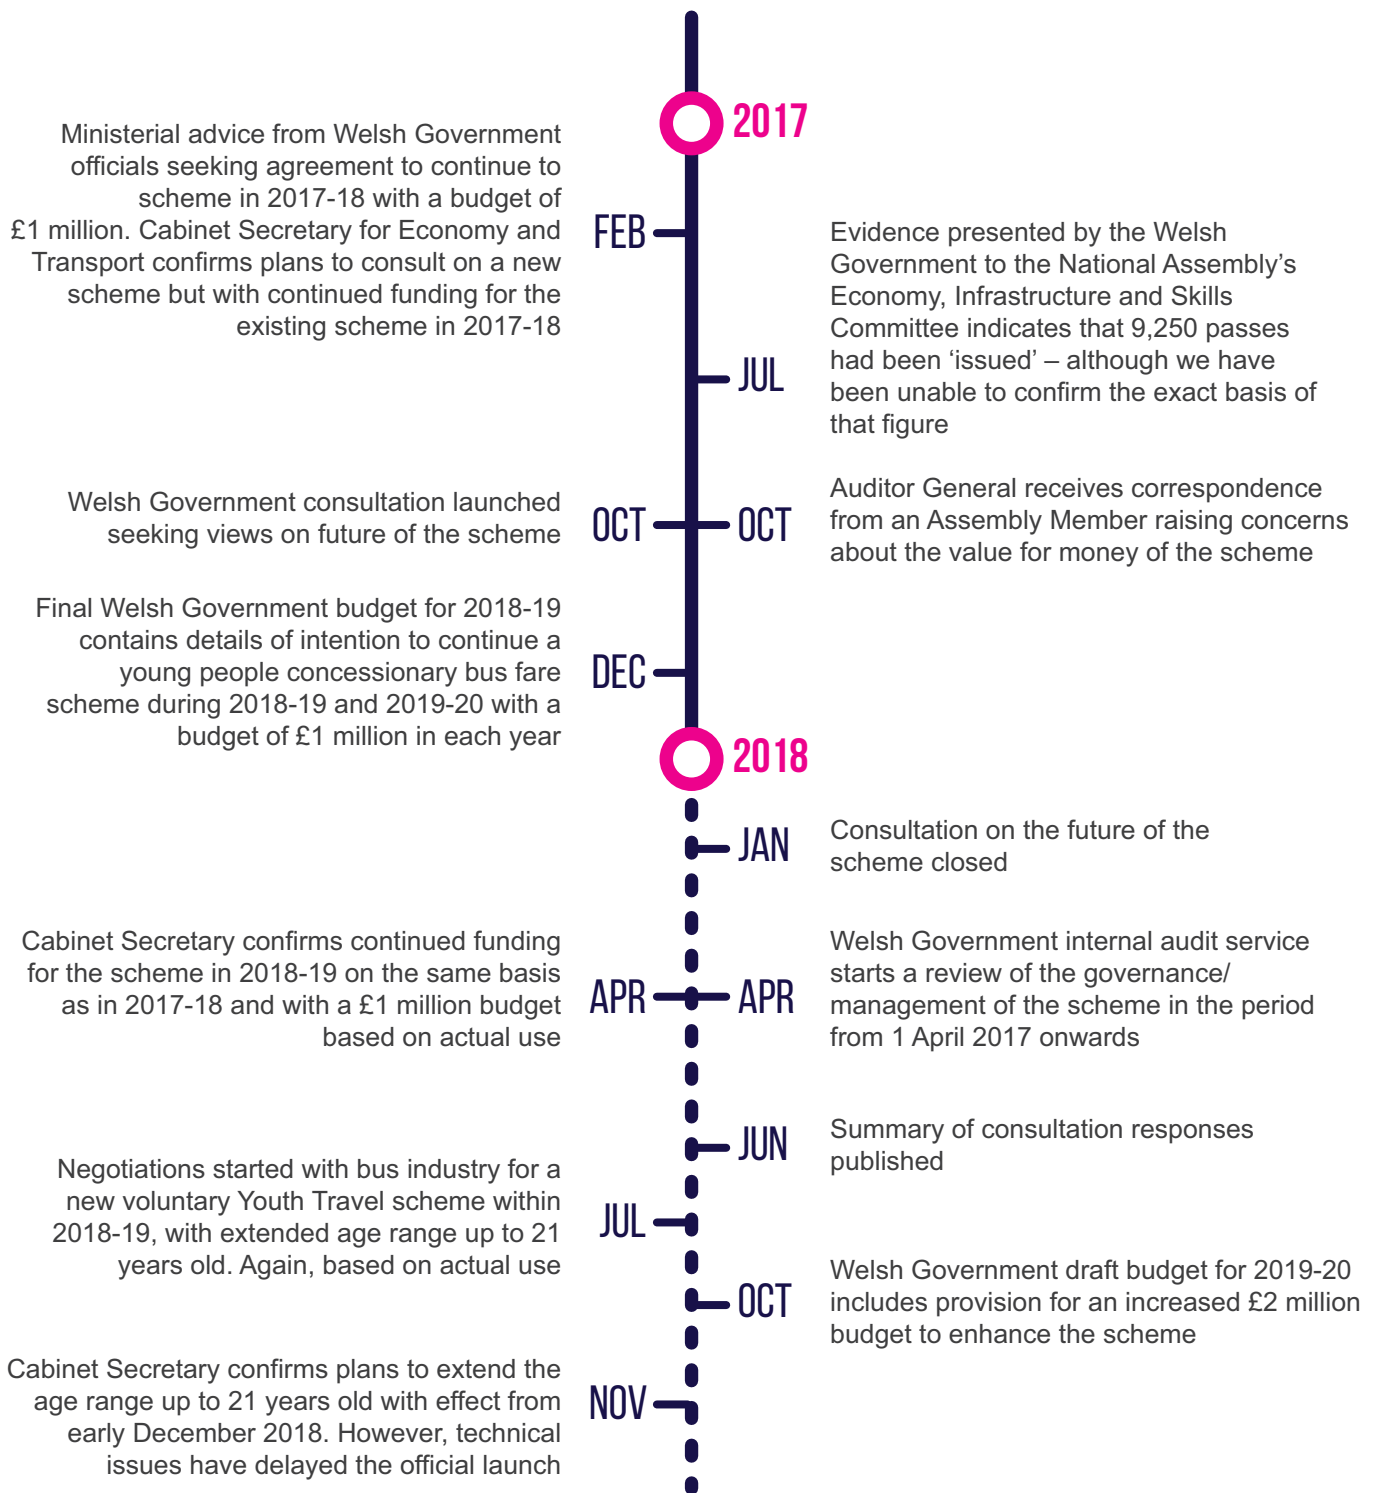 2017
Ministerial advice from Welsh Government
officials seeking agreement to continue to
scheme in 2017-18 with a budget of
£1 million. Cabinet Secretary for Economy and
Transport confirms plans to consult on a new
scheme but with continued funding for the
existing scheme in 2017-18
FEB
Evidence presented by the Welsh
Government to the National Assembly’s
Economy, Infrastructure and Skills
Committee indicates that 9,250 passes
had been ‘issued’ – although we have
been unable to confirm the exact basis of
that figure
JUL
Welsh Government consultation launched
seeking views on future of the scheme
OCT
OCT
Auditor General receives correspondence
from an Assembly Member raising concerns
about the value for money of the scheme
Final Welsh Government budget for 2018-19
contains details of intention to continue a
young people concessionary bus fare
scheme during 2018-19 and 2019-20 with a
budget of £1 million in each year
DEC
2018
JAN
Consultation on the future of the
scheme closed
Cabinet Secretary confirms continued funding
for the scheme in 2018-19 on the same basis
as in 2017-18 and with a £1 million budget
based on actual use
APR
APR
Welsh Government internal audit service
starts a review of the governance/
management of the scheme in the period
from 1 April 2017 onwards
JUN
Summary of consultation responses
published
Negotiations started with bus industry for a
new voluntary Youth Travel scheme within
2018-19, with extended age range up to 21
years old. Again, based on actual use
JUL
OCT
Welsh Government draft budget for 2019-20
includes provision for an increased £2 million
budget to enhance the scheme
Cabinet Secretary confirms plans to extend the
age range up to 21 years old with effect from
early December 2018. However, technical
issues have delayed the official launch
NOV